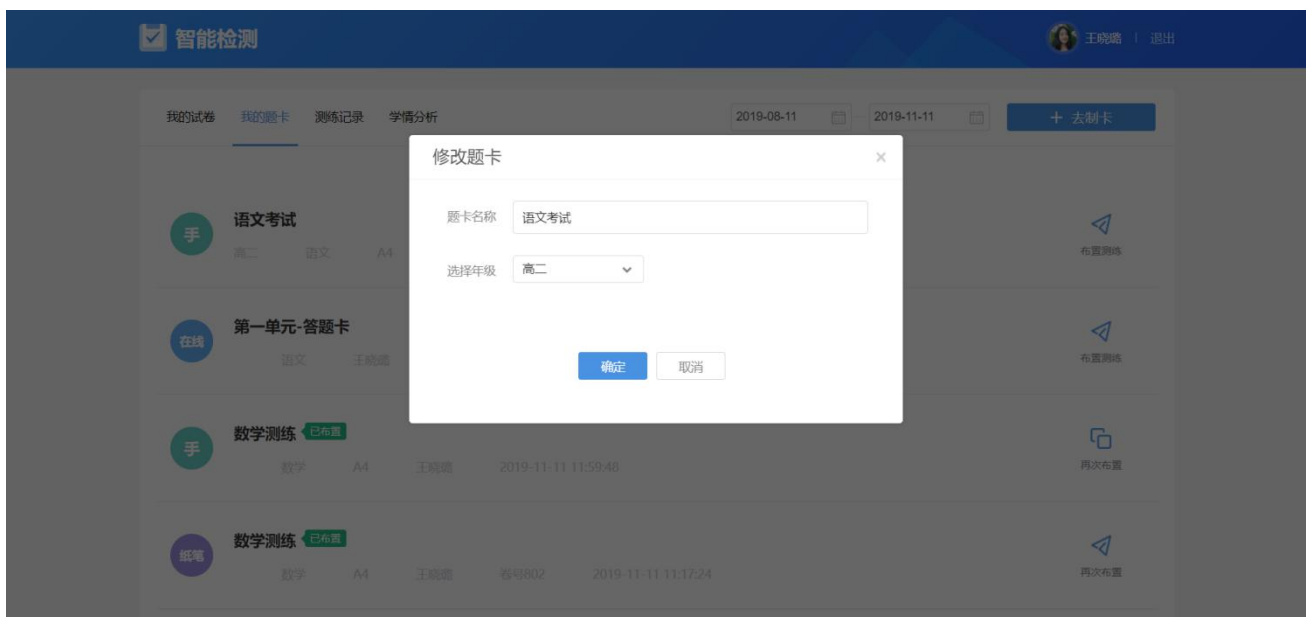 智能检测
王晓璐 | 退出
我的试卷 我的题卡 测练记录 学情分析 2019-08-11 2019-11-11 + 去制卡
修改题卡 ×
题卡名称 语文考试
选择年级 高二
确定 取消
手 语文考试
高二 语文 A4
布置测练
在线 第一单元-答题卡
语文 王晓璐
布置测练
手 数学测练 已布置
数学 A4 王晓璐 2019-11-11 11:59:48
再次布置
纸笔 数学测练 已布置
数学 A4 王晓璐 卷号802 2019-11-11 11:17:24
再次布置